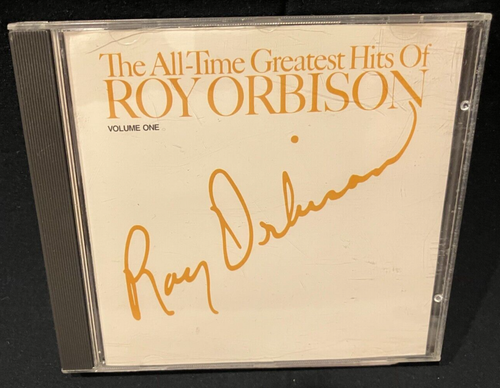 The All-Time Greatest Hits Of
ROY ORBISON
VOLUME ONE
Roy Orbison